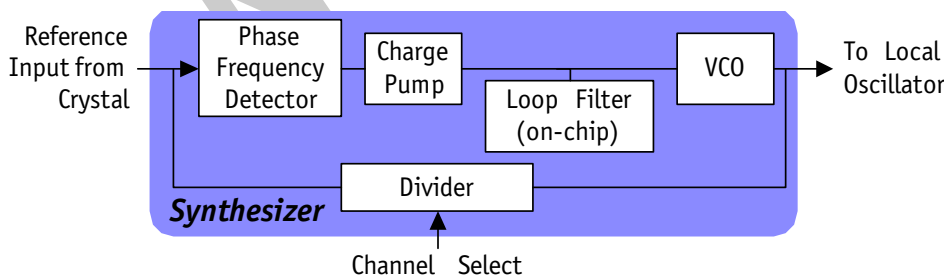 Reference
Input from
Crystal
Phase
Frequency
Detector
Charge
Pump
Loop Filter
(on-chip)
VCO
To Local
Oscillator
Divider
Synthesizer
Channel Select